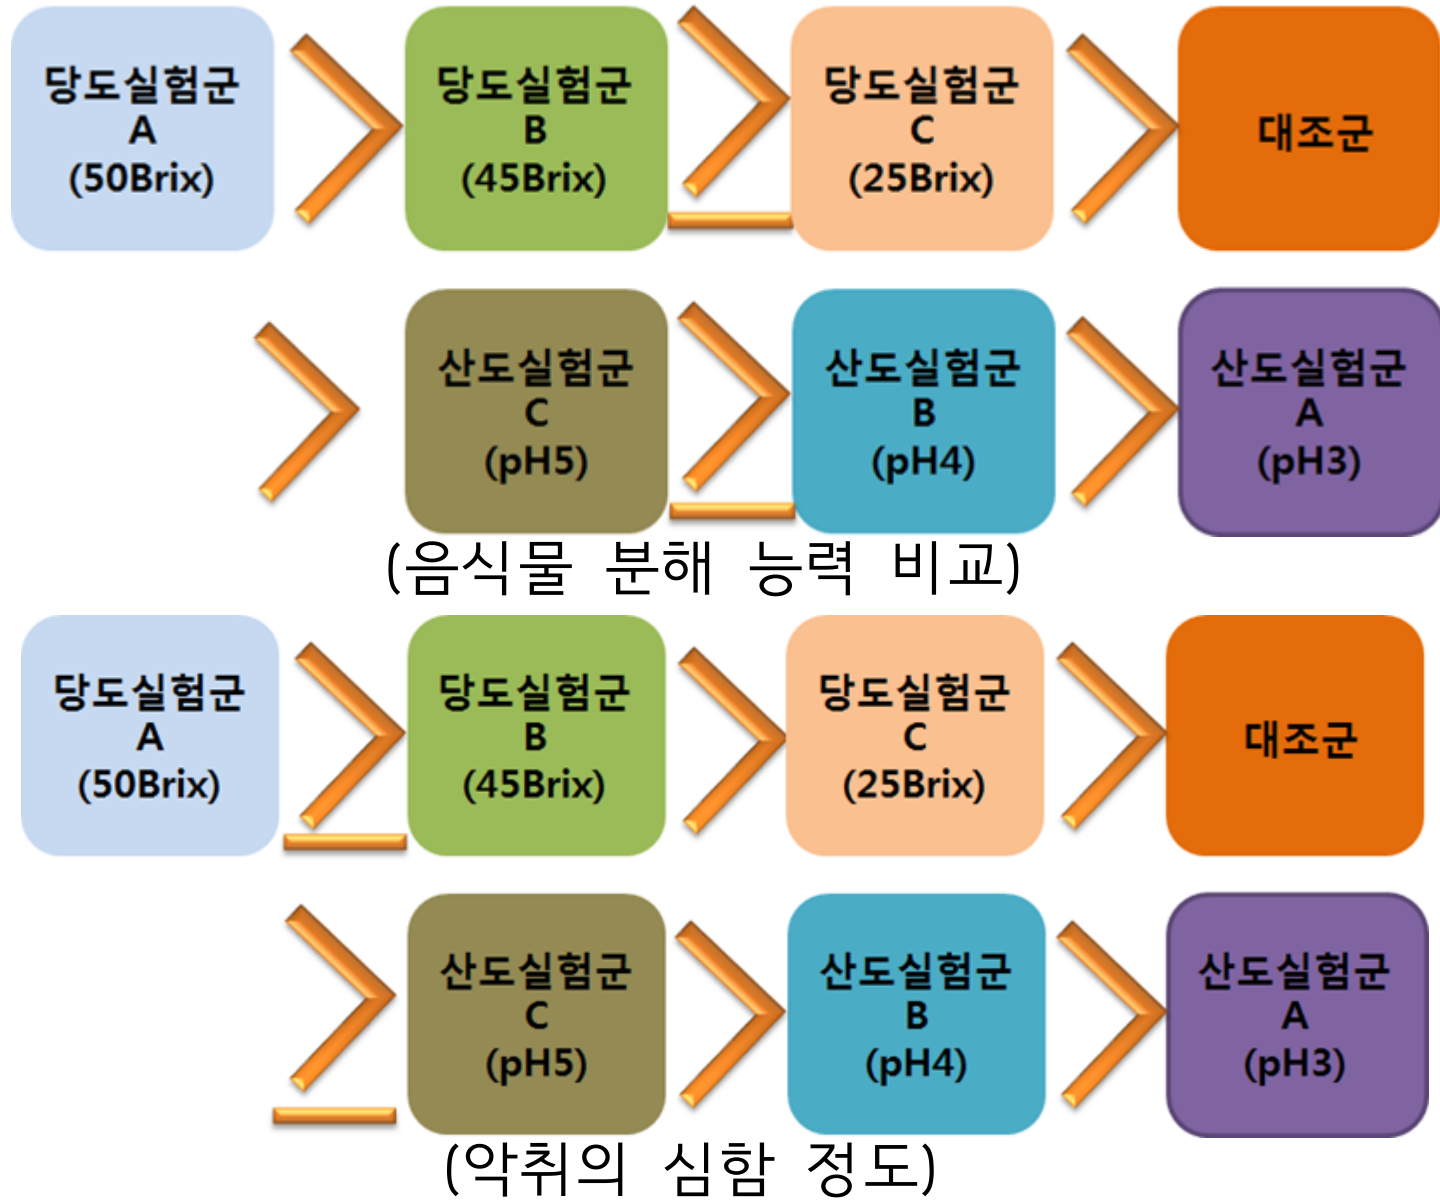 당도실험군
A
(50Brix)
당도실험군
B
(45Brix)
당도실험군
C
(25Brix)
대조군
산도실험군
C
(pH5)
산도실험군
B
(pH4)
산도실험군
A
(pH3)
(음식물 분해 능력 비교)
당도실험군
A
(50Brix)
당도실험군
B
(45Brix)
당도실험군
C
(25Brix)
대조군
산도실험군
C
(pH5)
산도실험군
B
(pH4)
산도실험군
A
(pH3)
(악취의 심함 정도)